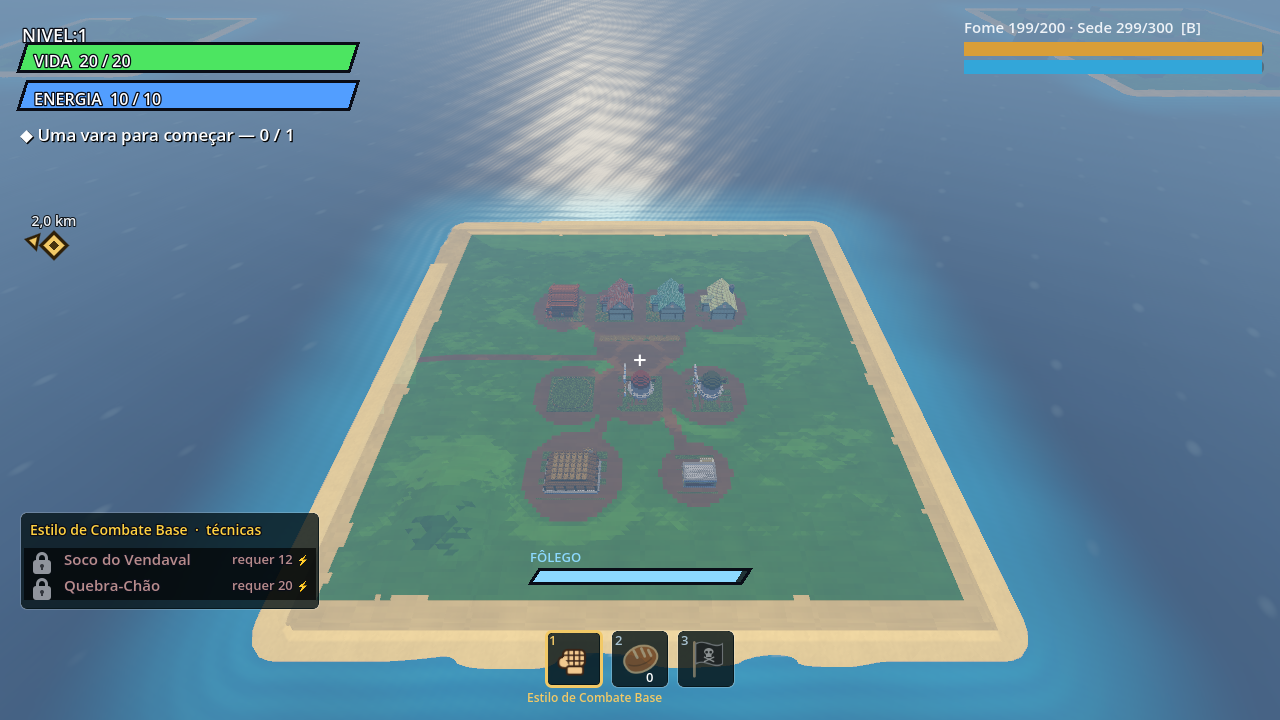 NIVEL:1
VIDA 20 / 20
ENERGIA 10 / 10
◆ Uma vara para começar — 0 / 1
Fome 199/200 · Sede 299/300 [B]
2,0 km
Estilo de Combate Base · técnicas
Soco do Vendaval requer 12 ⚡
Quebra-Chão requer 20 ⚡
FÔLEGO
1
2
0
3
Estilo de Combate Base